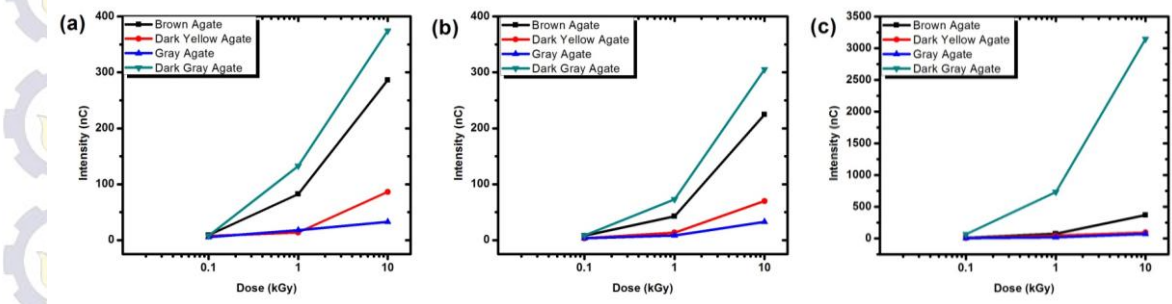 (a)
Brown Agate
Dark Yellow Agate
Gray Agate
Dark Gray Agate
400
300
200
100
0
Intensity (nC)
0.1 1 10
Dose (kGy)
(b)
Brown Agate
Dark Yellow Agate
Gray Agate
Dark Gray Agate
400
300
200
100
0
Intensity (nC)
0.1 1 10
Dose (kGy)
(c)
Brown Agate
Dark Yellow Agate
Gray Agate
Dark Gray Agate
3500
3000
2500
2000
1500
1000
500
0
Intensity (nC)
0.1 1 10
Dose (kGy)